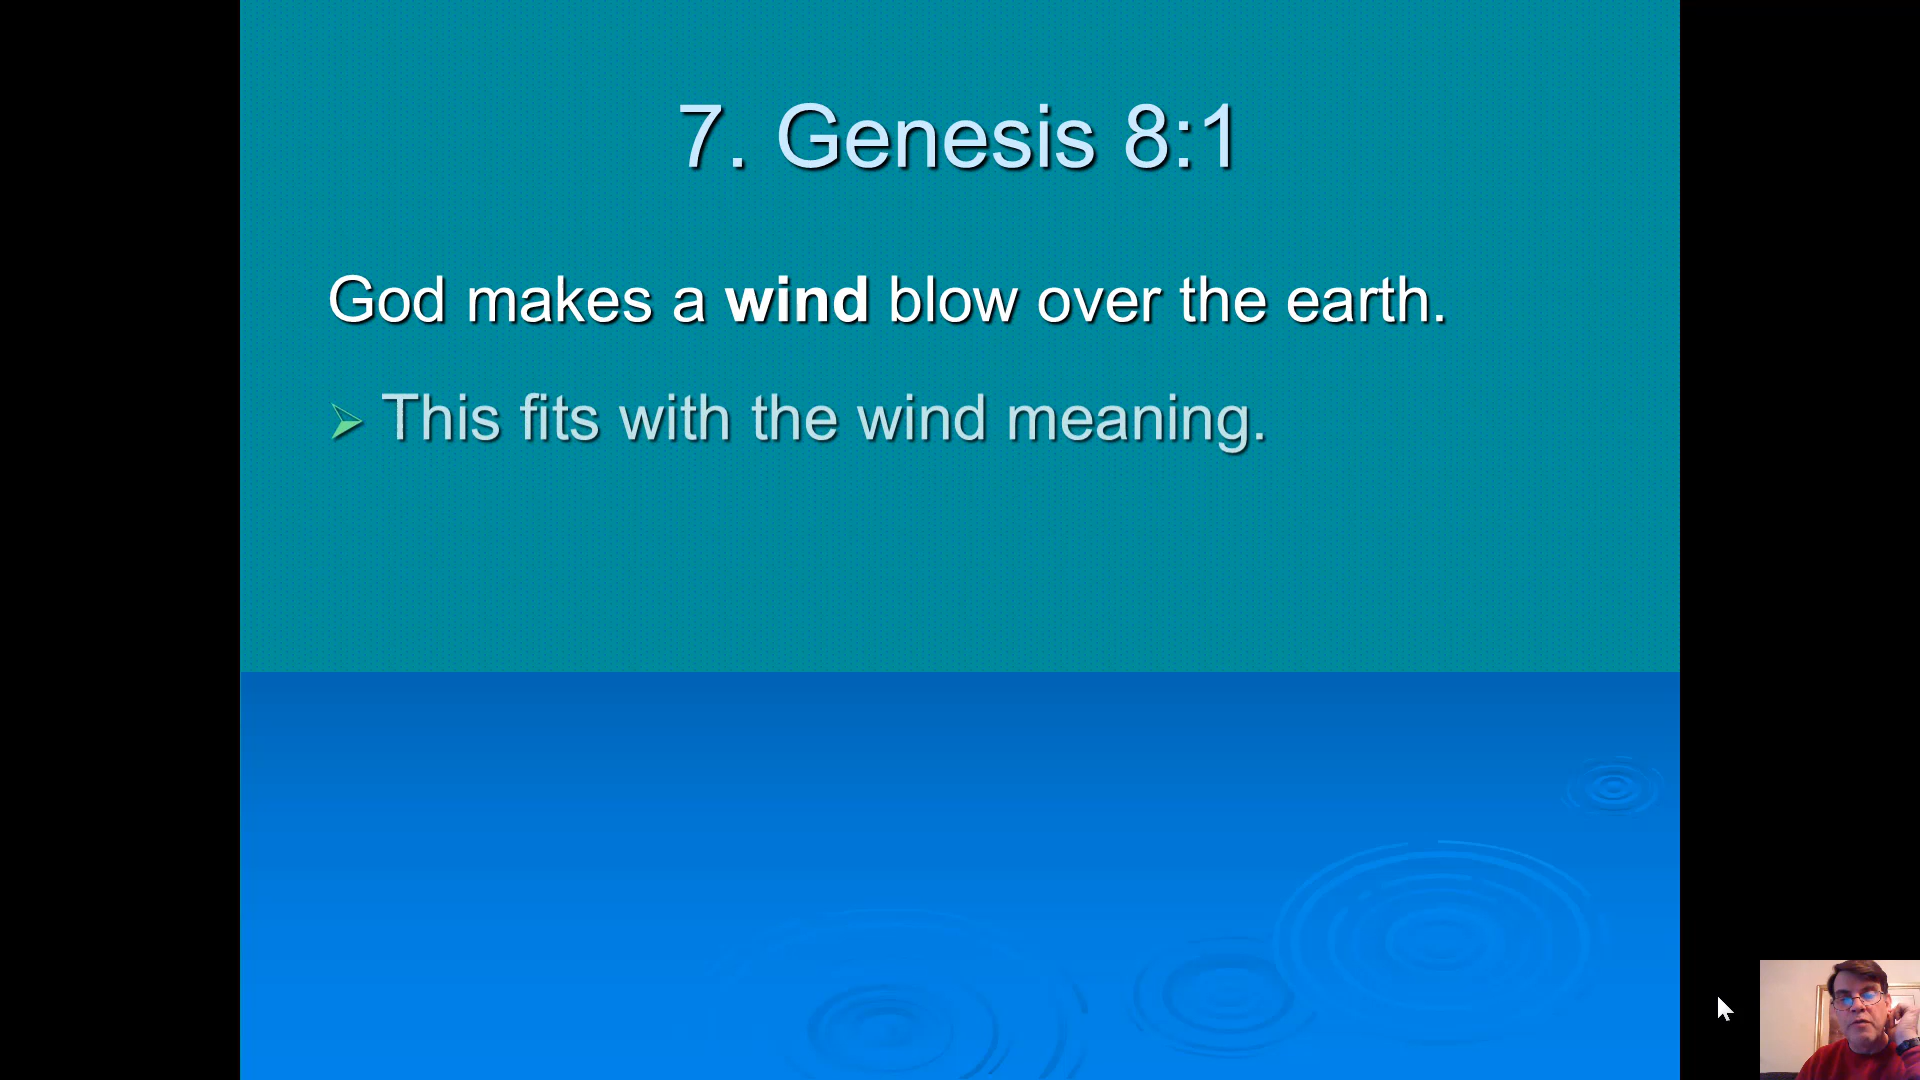 7. Genesis 8:1
God makes a wind blow over the earth.
This fits with the wind meaning.